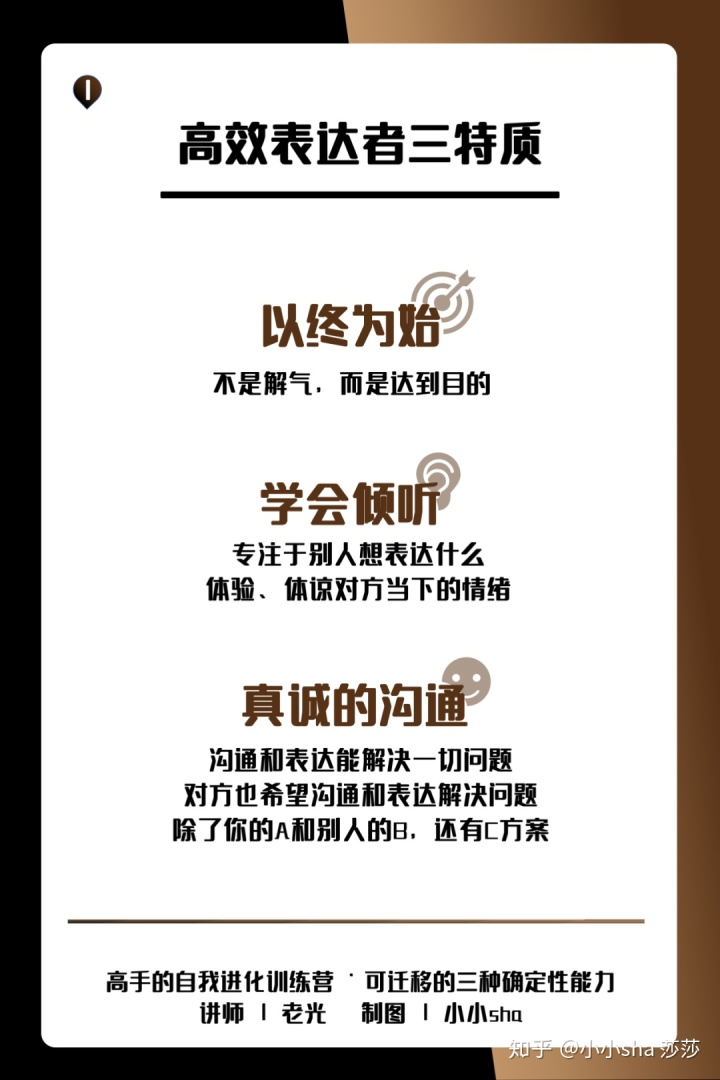 1
高效表达者三特质
以终为始
不是解气，而是达到目的
学会倾听
专注于别人想表达什么
体验、体谅对方当下的情绪
真诚的沟通
沟通和表达能解决一切问题
对方也希望沟通和表达解决问题
除了你的A和别人的B，还有C方案
高手的自我进化训练营 · 可迁移的三种确定性能力
讲师 | 老光 制图 | 小小sha
知乎 @小小sha 莎莎